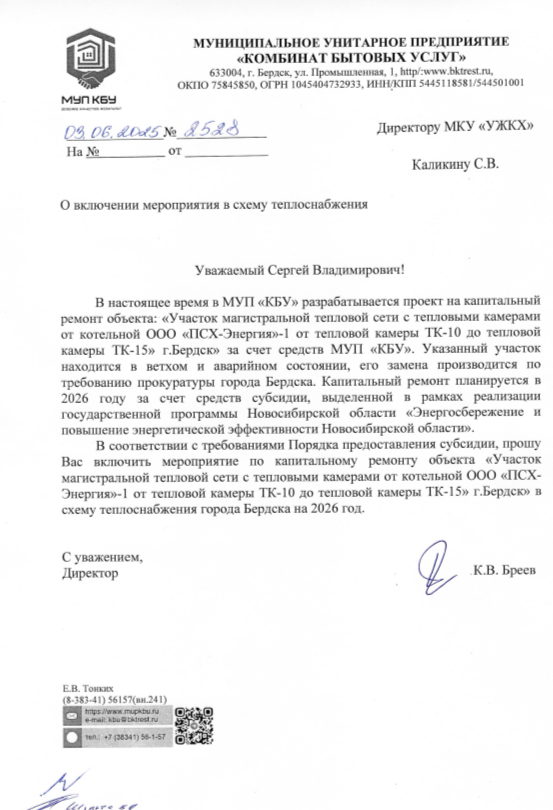 МУНИЦИПАЛЬНОЕ УНИТАРНОЕ ПРЕДПРИЯТИЕ
«КОМБИНАТ БЫТОВЫХ УСЛУГ»
633004, г. Бердск, ул. Промышленная, 1, http/:www.bktrest.ru,
ОКПО 75845850, ОГРН 1045404732933, ИНН/КПП 5445118581/544501001
МУП КБУ
03.06.2025 № 2528
Директору МКУ «УЖКХ»
На № от
Каликину С.В.
О включении мероприятия в схему теплоснабжения
Уважаемый Сергей Владимирович!
В настоящее время в МУП «КБУ» разрабатывается проект на капитальный
ремонт объекта: «Участок магистральной тепловой сети с тепловыми камерами
от котельной ООО «ПСХ-Энергия»-1 от тепловой камеры ТК-10 до тепловой
камеры ТК-15» г.Бердск» за счет средств МУП «КБУ». Указанный участок
находится в ветхом и аварийном состоянии, его замена производится по
требованию прокуратуры города Бердска. Капитальный ремонт планируется в
2026 году за счет средств субсидии, выделенной в рамках реализации
государственной программы Новосибирской области «Энергосбережение и
повышение энергетической эффективности Новосибирской области».
В соответствии с требованиями Порядка предоставления субсидии, прошу
Вас включить мероприятие по капитальному ремонту объекта «Участок
магистральной тепловой сети с тепловыми камерами от котельной ООО «ПСХ-
Энергия»-1 от тепловой камеры ТК-10 до тепловой камеры ТК-15» г.Бердск» в
схему теплоснабжения города Бердска на 2026 год.
С уважением,
Директор
К.В. Бреев
Е.В. Тонких
(8-383-41) 56157(вн.241)
https://www.mupkbu.ru
e-mail: kbu@bktrest.ru
тел.: +7 (38341) 56-1-57